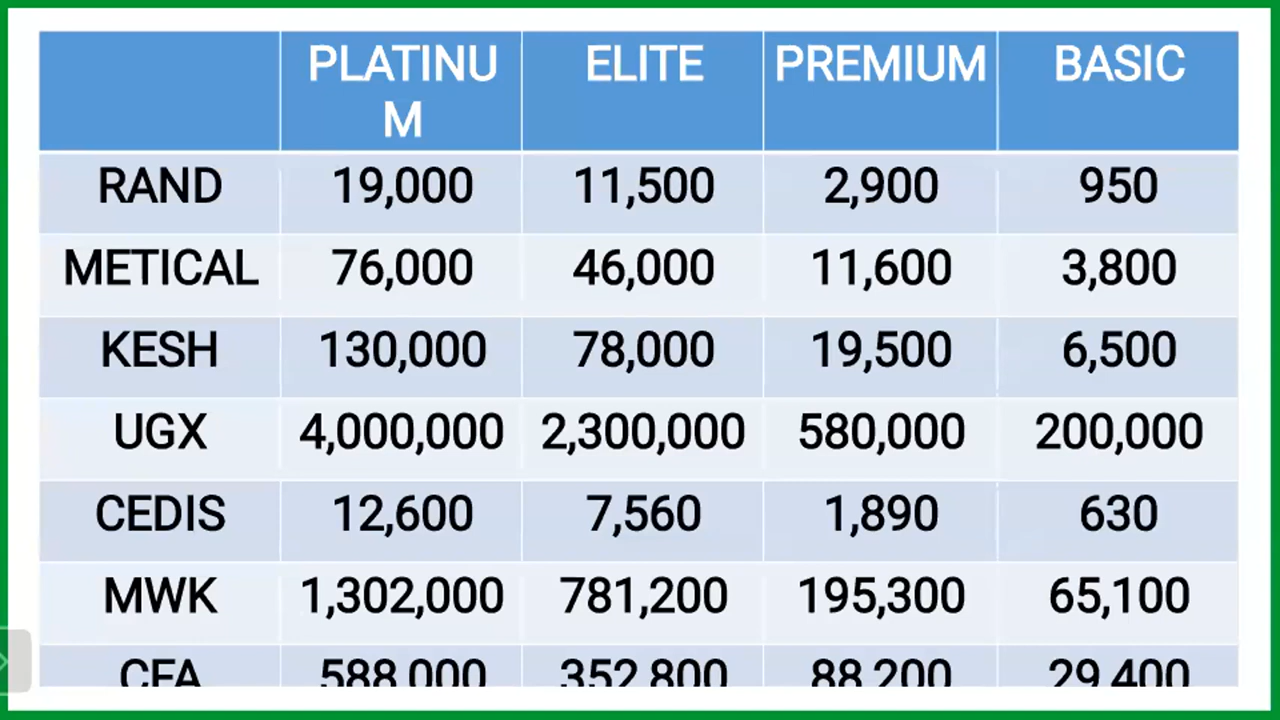 PLATINU ELITE PREMIUM BASIC
M
RAND 19,000 11,500 2,900 950
METICAL 76,000 46,000 11,600 3,800
KESH 130,000 78,000 19,500 6,500
UGX 4,000,000 2,300,000 580,000 200,000
CEDIS 12,600 7,560 1,890 630
MWK 1,302,000 781,200 195,300 65,100
CFA 588,000 352,800 88,200 29,400